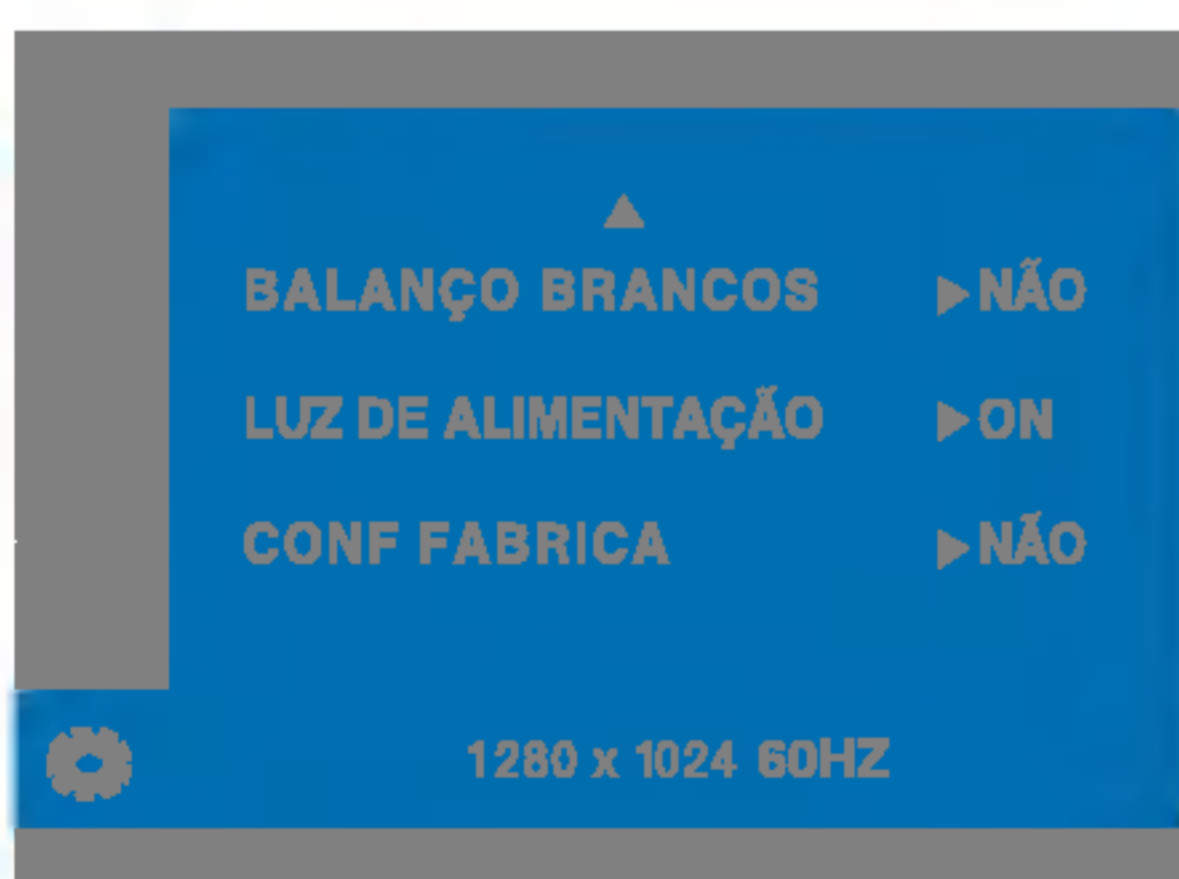 BALANÇO BRANCOS ▶NÃO
LUZ DE ALIMENTAÇÃO ▶ON
CONF FABRICA ▶NÃO
1280 x 1024 60HZ